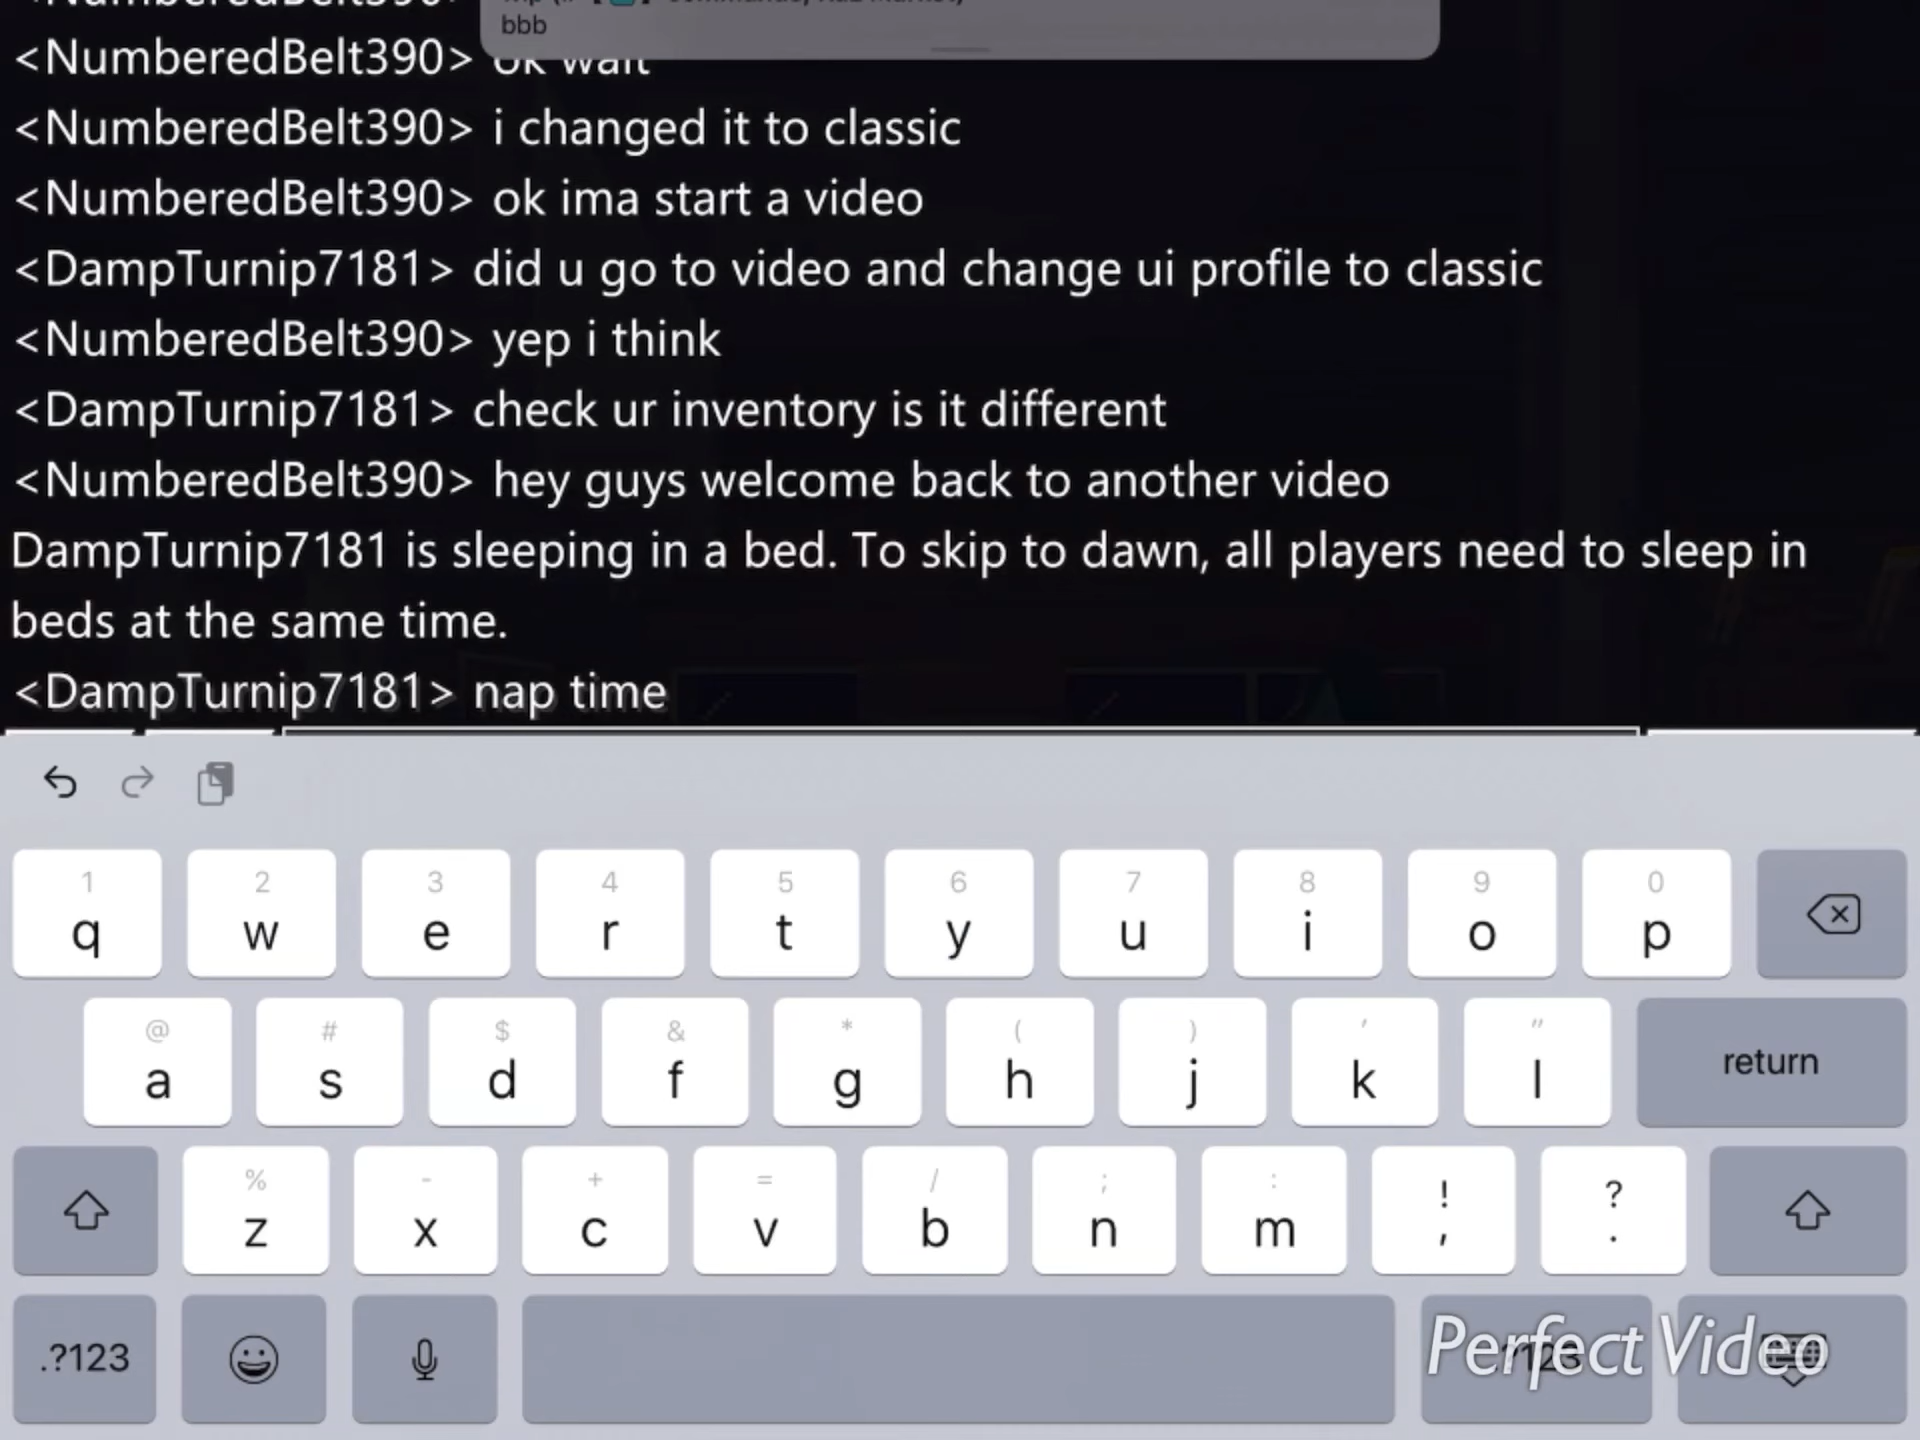 bbb
<NumberedBelt390> ok wait
<NumberedBelt390> i changed it to classic
<NumberedBelt390> ok ima start a video
<DampTurnip7181> did u go to video and change ui profile to classic
<NumberedBelt390> yep i think
<DampTurnip7181> check ur inventory is it different
<NumberedBelt390> hey guys welcome back to another video
DampTurnip7181 is sleeping in a bed. To skip to dawn, all players need to sleep in
beds at the same time.
<DampTurnip7181> nap time
1 2 3 4 5 6 7 8 9 0
q w e r t y u i o p
@ # $ & * ( ) ' "
a s d f g h j k l return
% - + = / ; : ! ?
z x c v b n m , .
.?123 .?123
Perfect Video